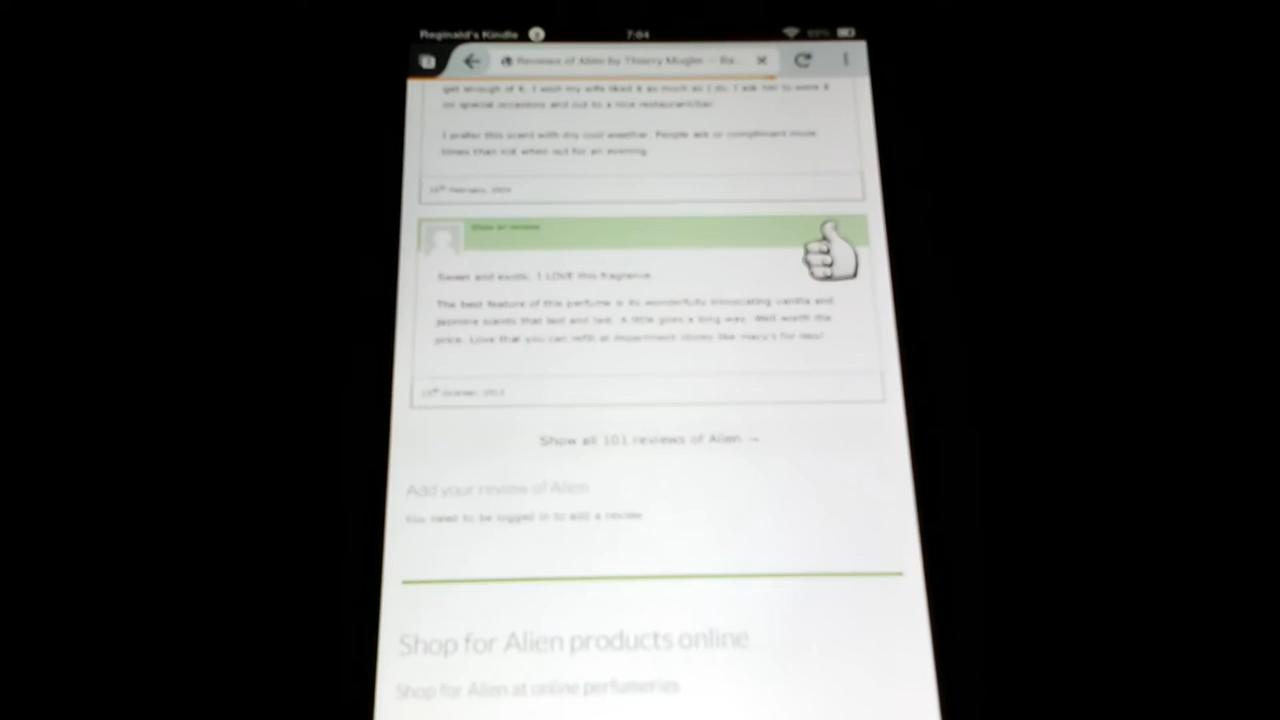 Reginald's Kindle 7:04
Reviews of Alien by Thierry Mugler — Ba...
get enough of it. I wish my wife liked it as much as I do. I ask her to wear it
on special occasions and out to a nice restaurant/bar.
I prefer this scent with dry cool weather. People ask or compliment more
times than not when out for an evening.
February,
Show all reviews
Sweet and exotic. I LOVE this fragrance.
The best feature of this perfume is its wonderfully intoxicating vanilla and
jasmine scents that last and last. A little goes a long way. Well worth the
price. Love that you can refill at department stores like macy's for less!
October,
Show all 101 reviews of Alien →
Add your review of Alien
You need to be logged in to add a review
Shop for Alien products online
Shop for Alien at online perfumeries